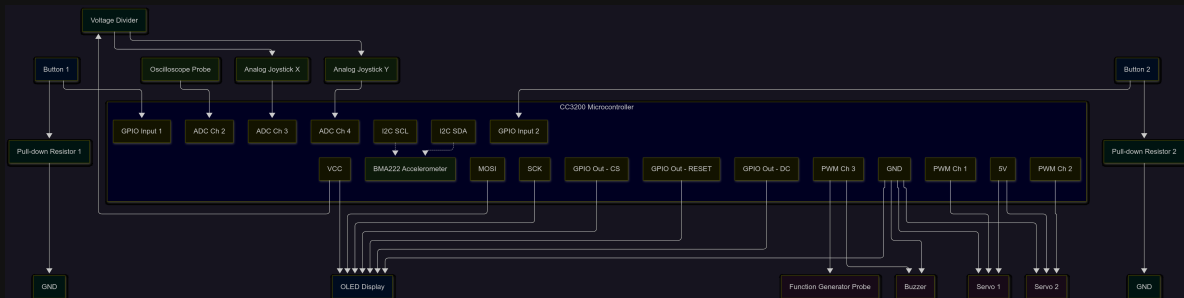 Voltage Divider
Button 1
Oscilloscope Probe
Analog Joystick X
Analog Joystick Y
Button 2
CC3200 Microcontroller
GPIO Input 1
ADC Ch 2
ADC Ch 3
ADC Ch 4
I2C SCL
I2C SDA
GPIO Input 2
Pull-down Resistor 1
Pull-down Resistor 2
VCC
BMA222 Accelerometer
MOSI
SCK
GPIO Out - CS
GPIO Out - RESET
GPIO Out - DC
PWM Ch 3
GND
PWM Ch 1
5V
PWM Ch 2
GND
OLED Display
Function Generator Probe
Buzzer
Servo 1
Servo 2
GND